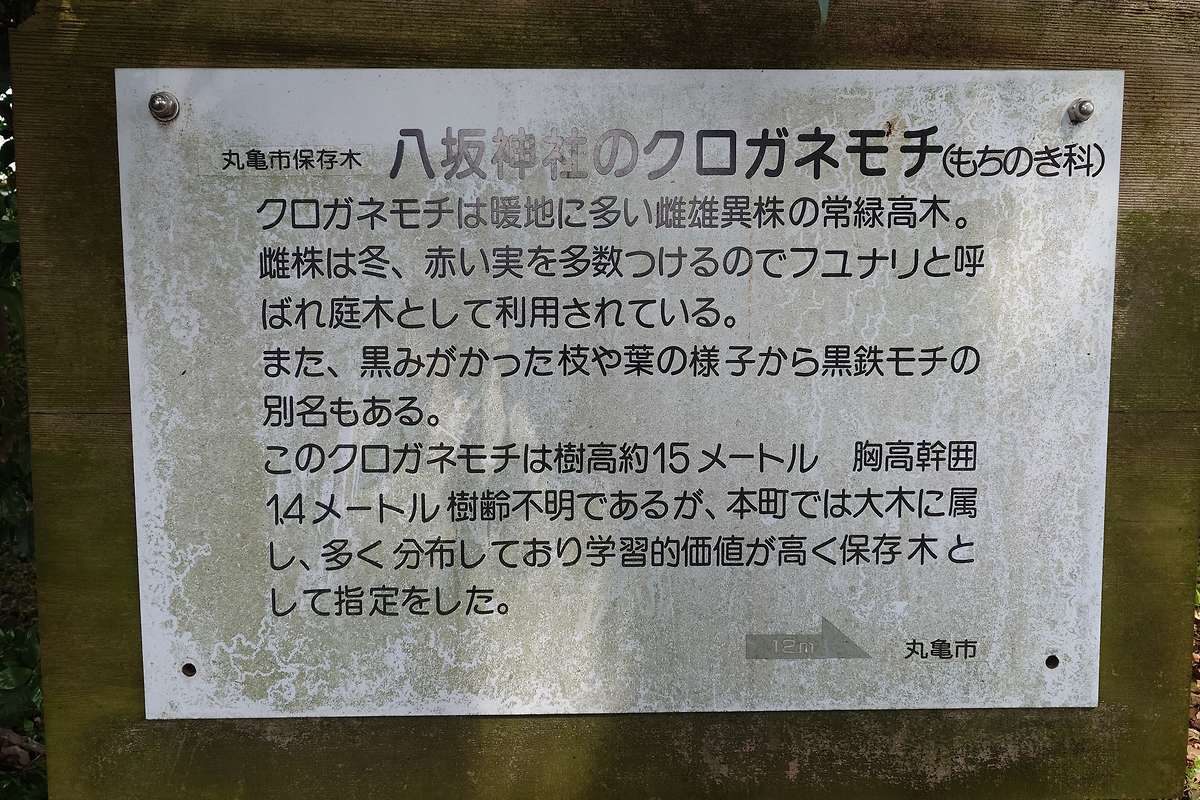 丸亀市保存木 八坂神社のクロガネモチ(もちのき科)
クロガネモチは暖地に多い雌雄異株の常緑高木。
雌株は冬、赤い実を多数つけるのでフユナリと呼
ばれ庭木として利用されている。
また、黒みがかった枝や葉の様子から黒鉄モチの
別名もある。
このクロガネモチは樹高約15メートル　胸高幹囲
1.4メートル 樹齢不明であるが、本町では大木に属
し、多く分布しており学習的価値が高く保存木と
して指定をした。
12m 丸亀市